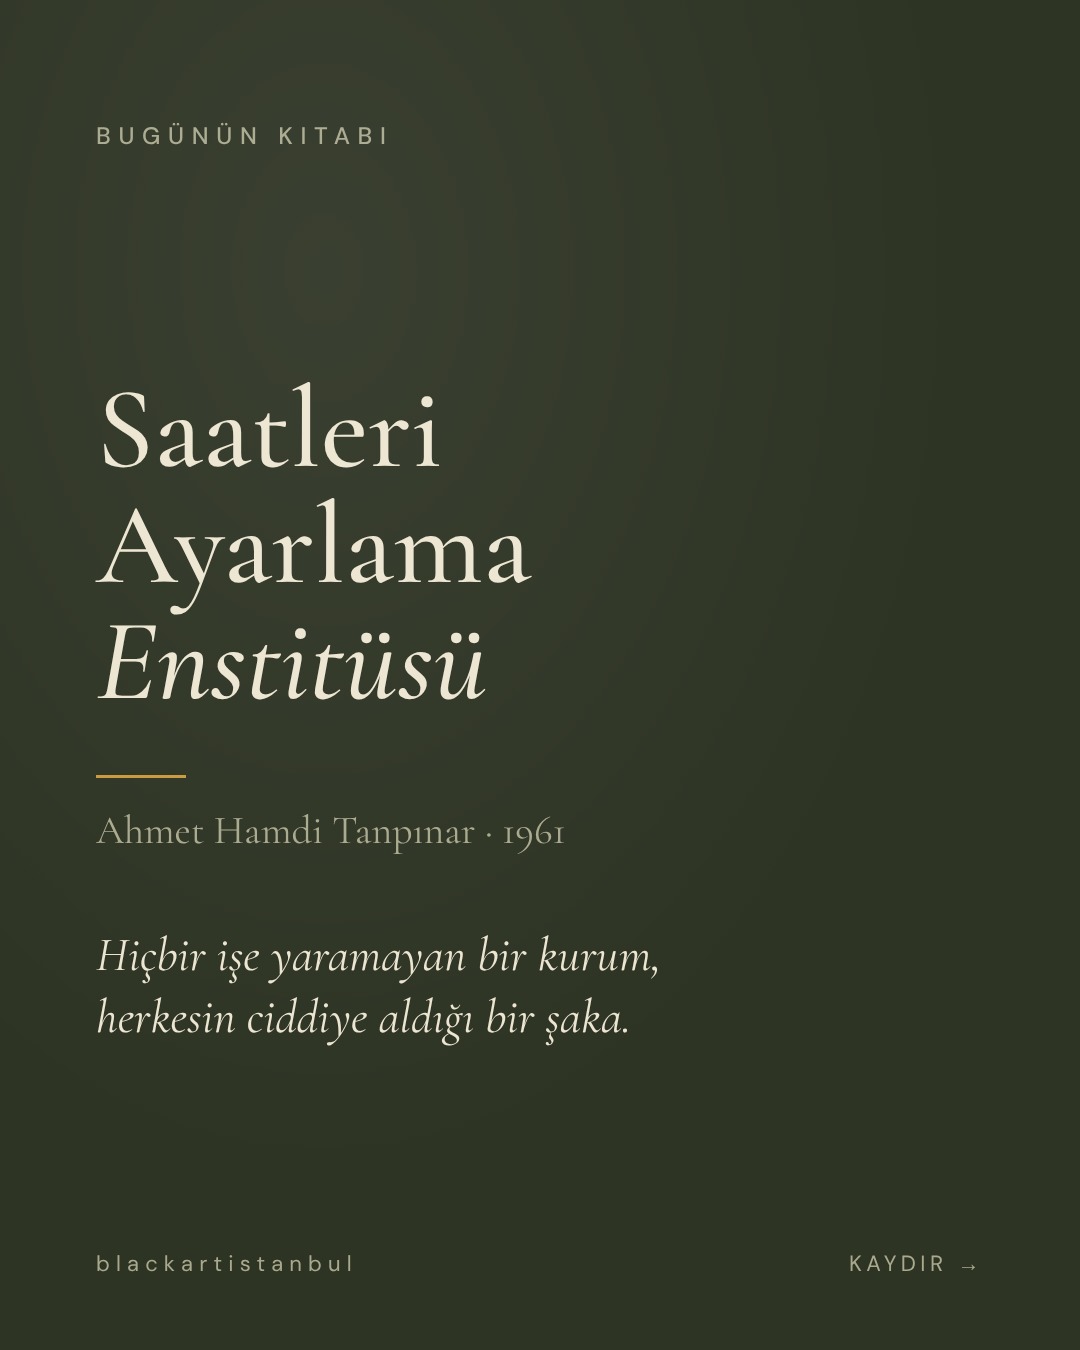 BUGÜNÜN KITABI
Saatleri
Ayarlama
Enstitüsü
Ahmet Hamdi Tanpınar · 1961
Hiçbir işe yaramayan bir kurum,
herkesin ciddiye aldığı bir şaka.
blackartistanbul
KAYDIR →